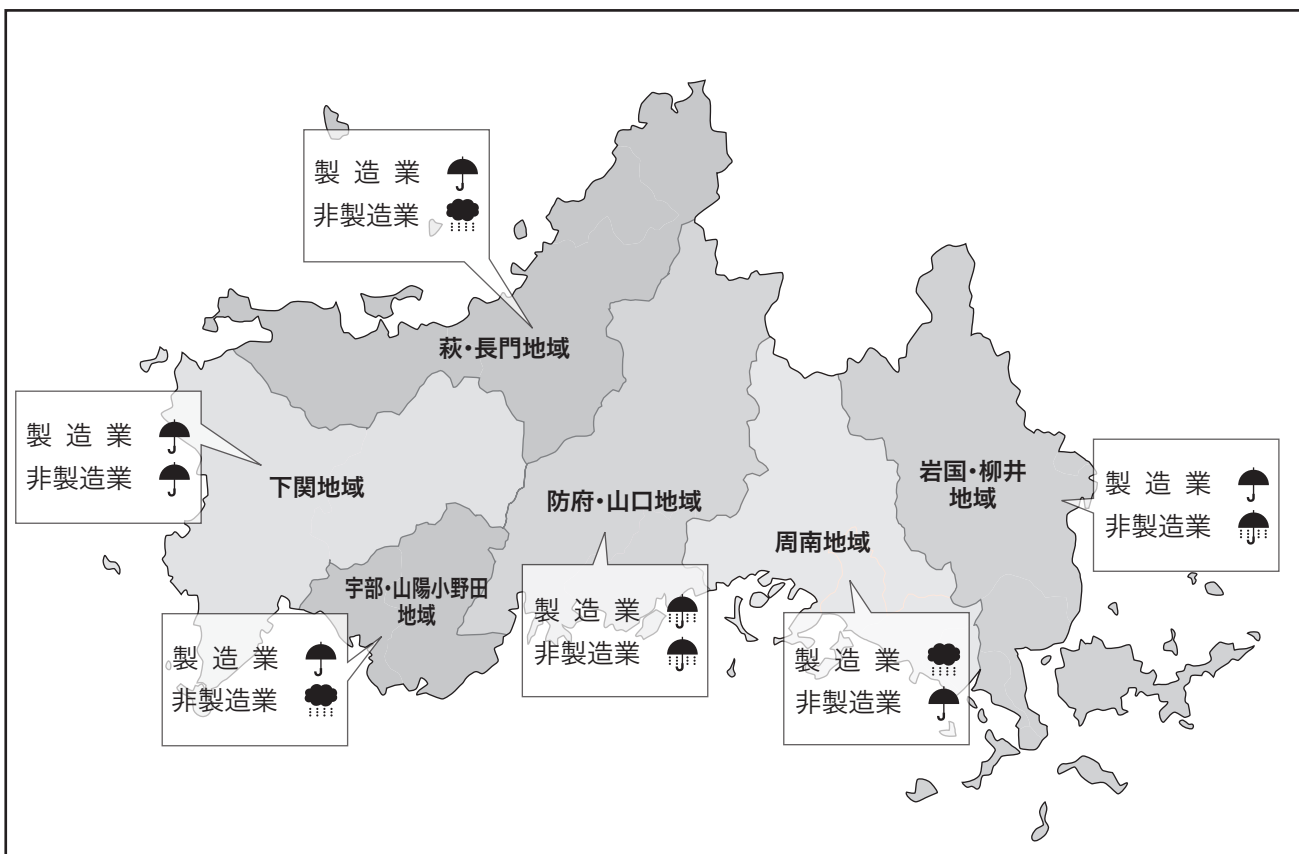 製造業
非製造業
萩・長門地域
製造業
非製造業
下関地域
岩国・柳井
地域
製造業
非製造業
防府・山口地域
周南地域
宇部・山陽小野田
地域
製造業
非製造業
製造業
非製造業
製造業
非製造業